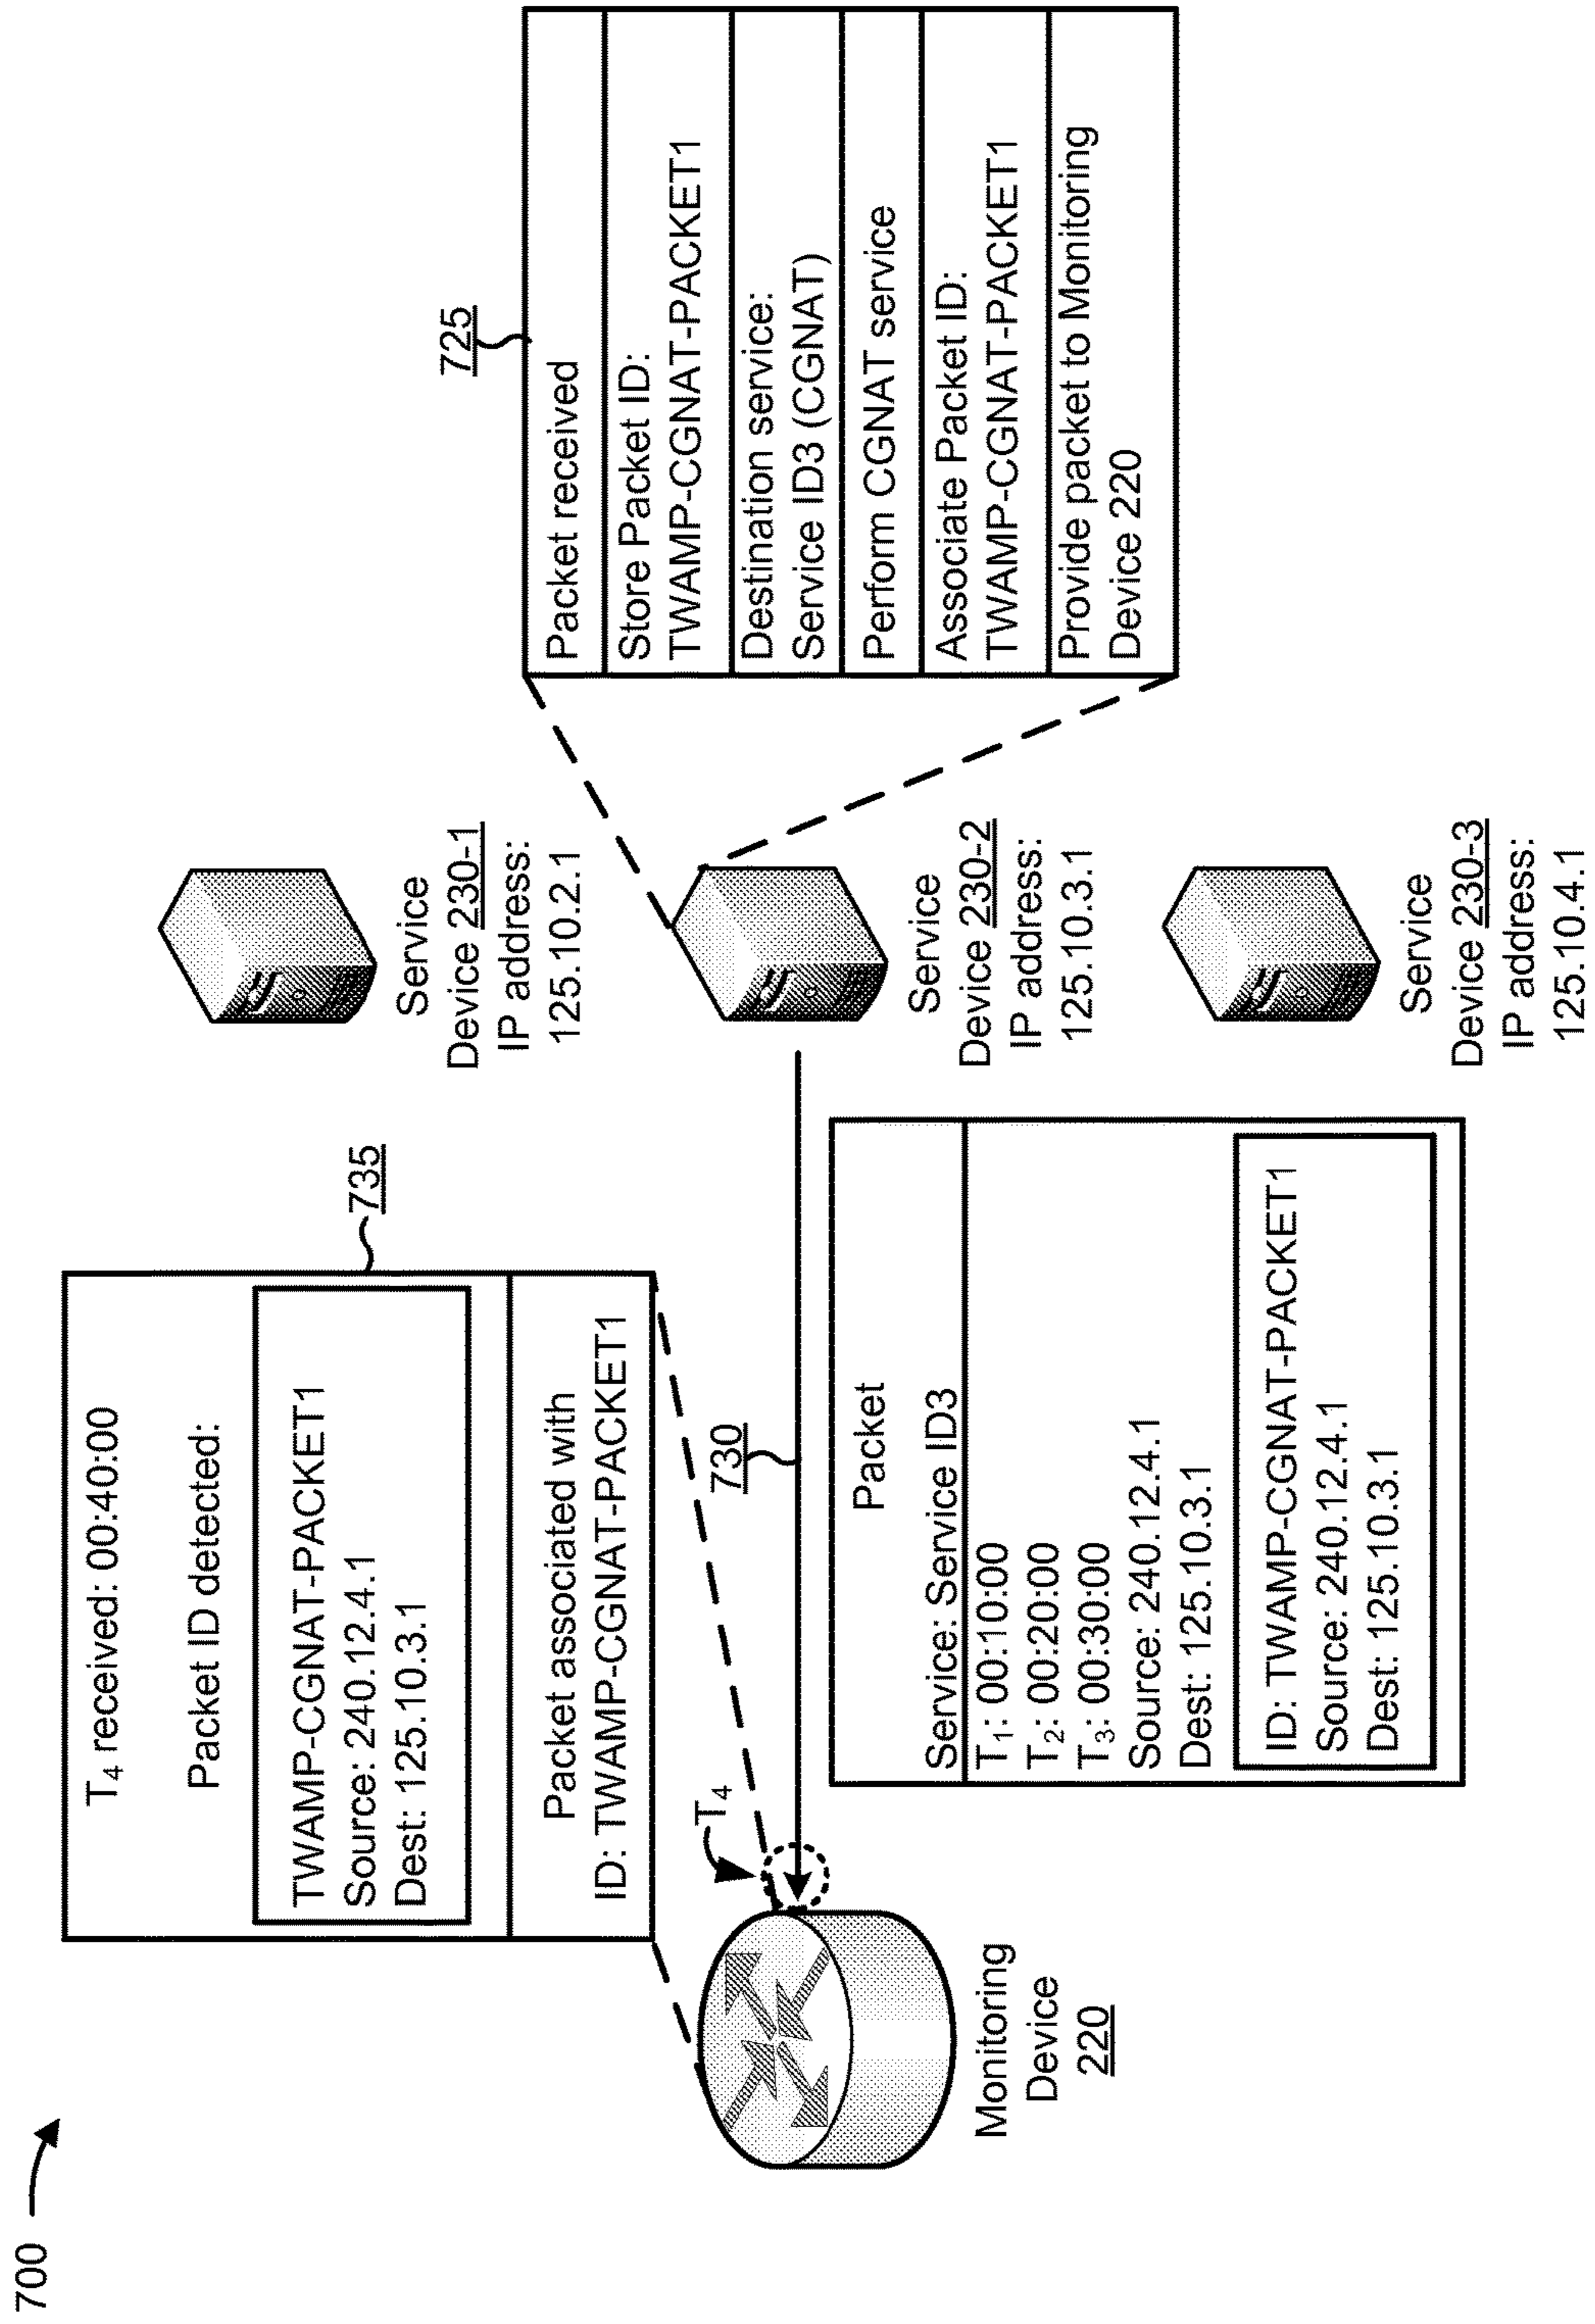 700
T4 received: 00:40:00
Packet ID detected:
TWAMP-CGNAT-PACKET1
Source: 240.12.4.1
Dest: 125.10.3.1
Packet associated with
ID: TWAMP-CGNAT-PACKET1
735
T4
730
Monitoring
Device
220
Packet
Service: Service ID3
T1: 00:10:00
T2: 00:20:00
T3: 00:30:00
Source: 240.12.4.1
Dest: 125.10.3.1
ID: TWAMP-CGNAT-PACKET1
Source: 240.12.4.1
Dest: 125.10.3.1
Service
Device 230-1
IP address:
125.10.2.1
Service
Device 230-2
IP address:
125.10.3.1
Service
Device 230-3
IP address:
125.10.4.1
725
Packet received
Store Packet ID:
TWAMP-CGNAT-PACKET1
Destination service:
Service ID3 (CGNAT)
Perform CGNAT service
Associate Packet ID:
TWAMP-CGNAT-PACKET1
Provide packet to Monitoring
Device 220